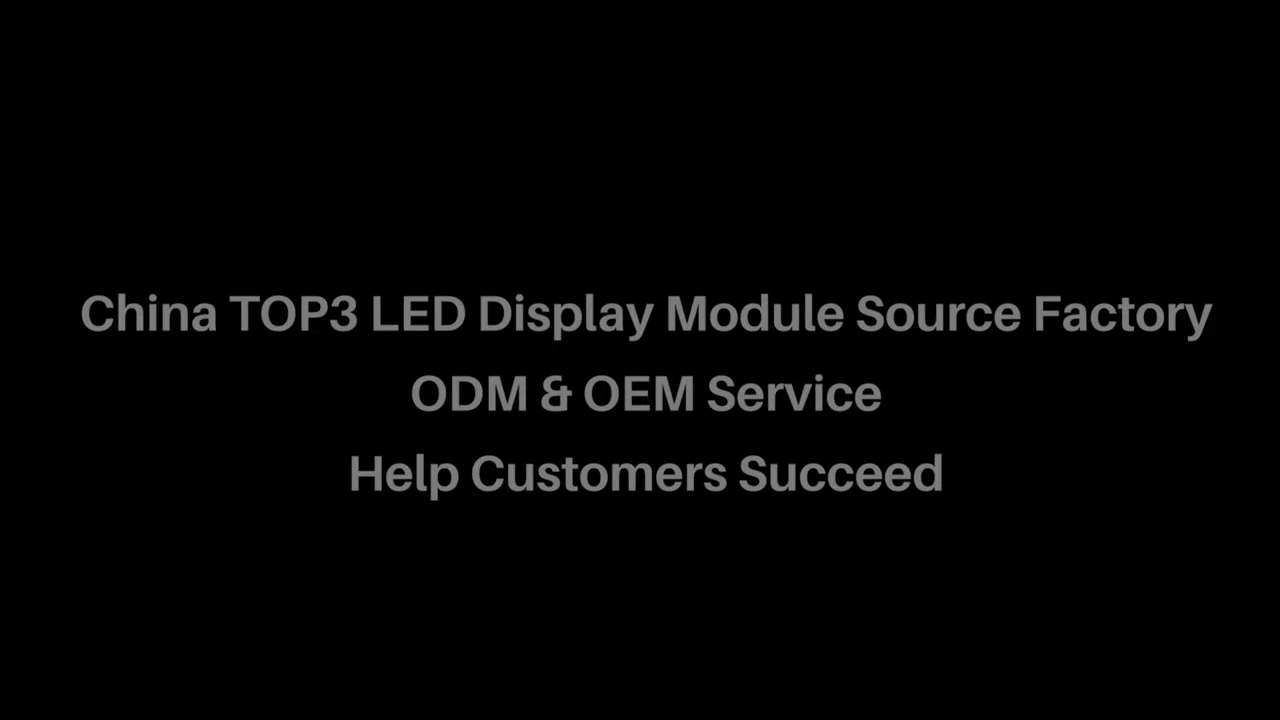 China TOP3 LED Display Module Source Factory
ODM & OEM Service
Help Customers Succeed